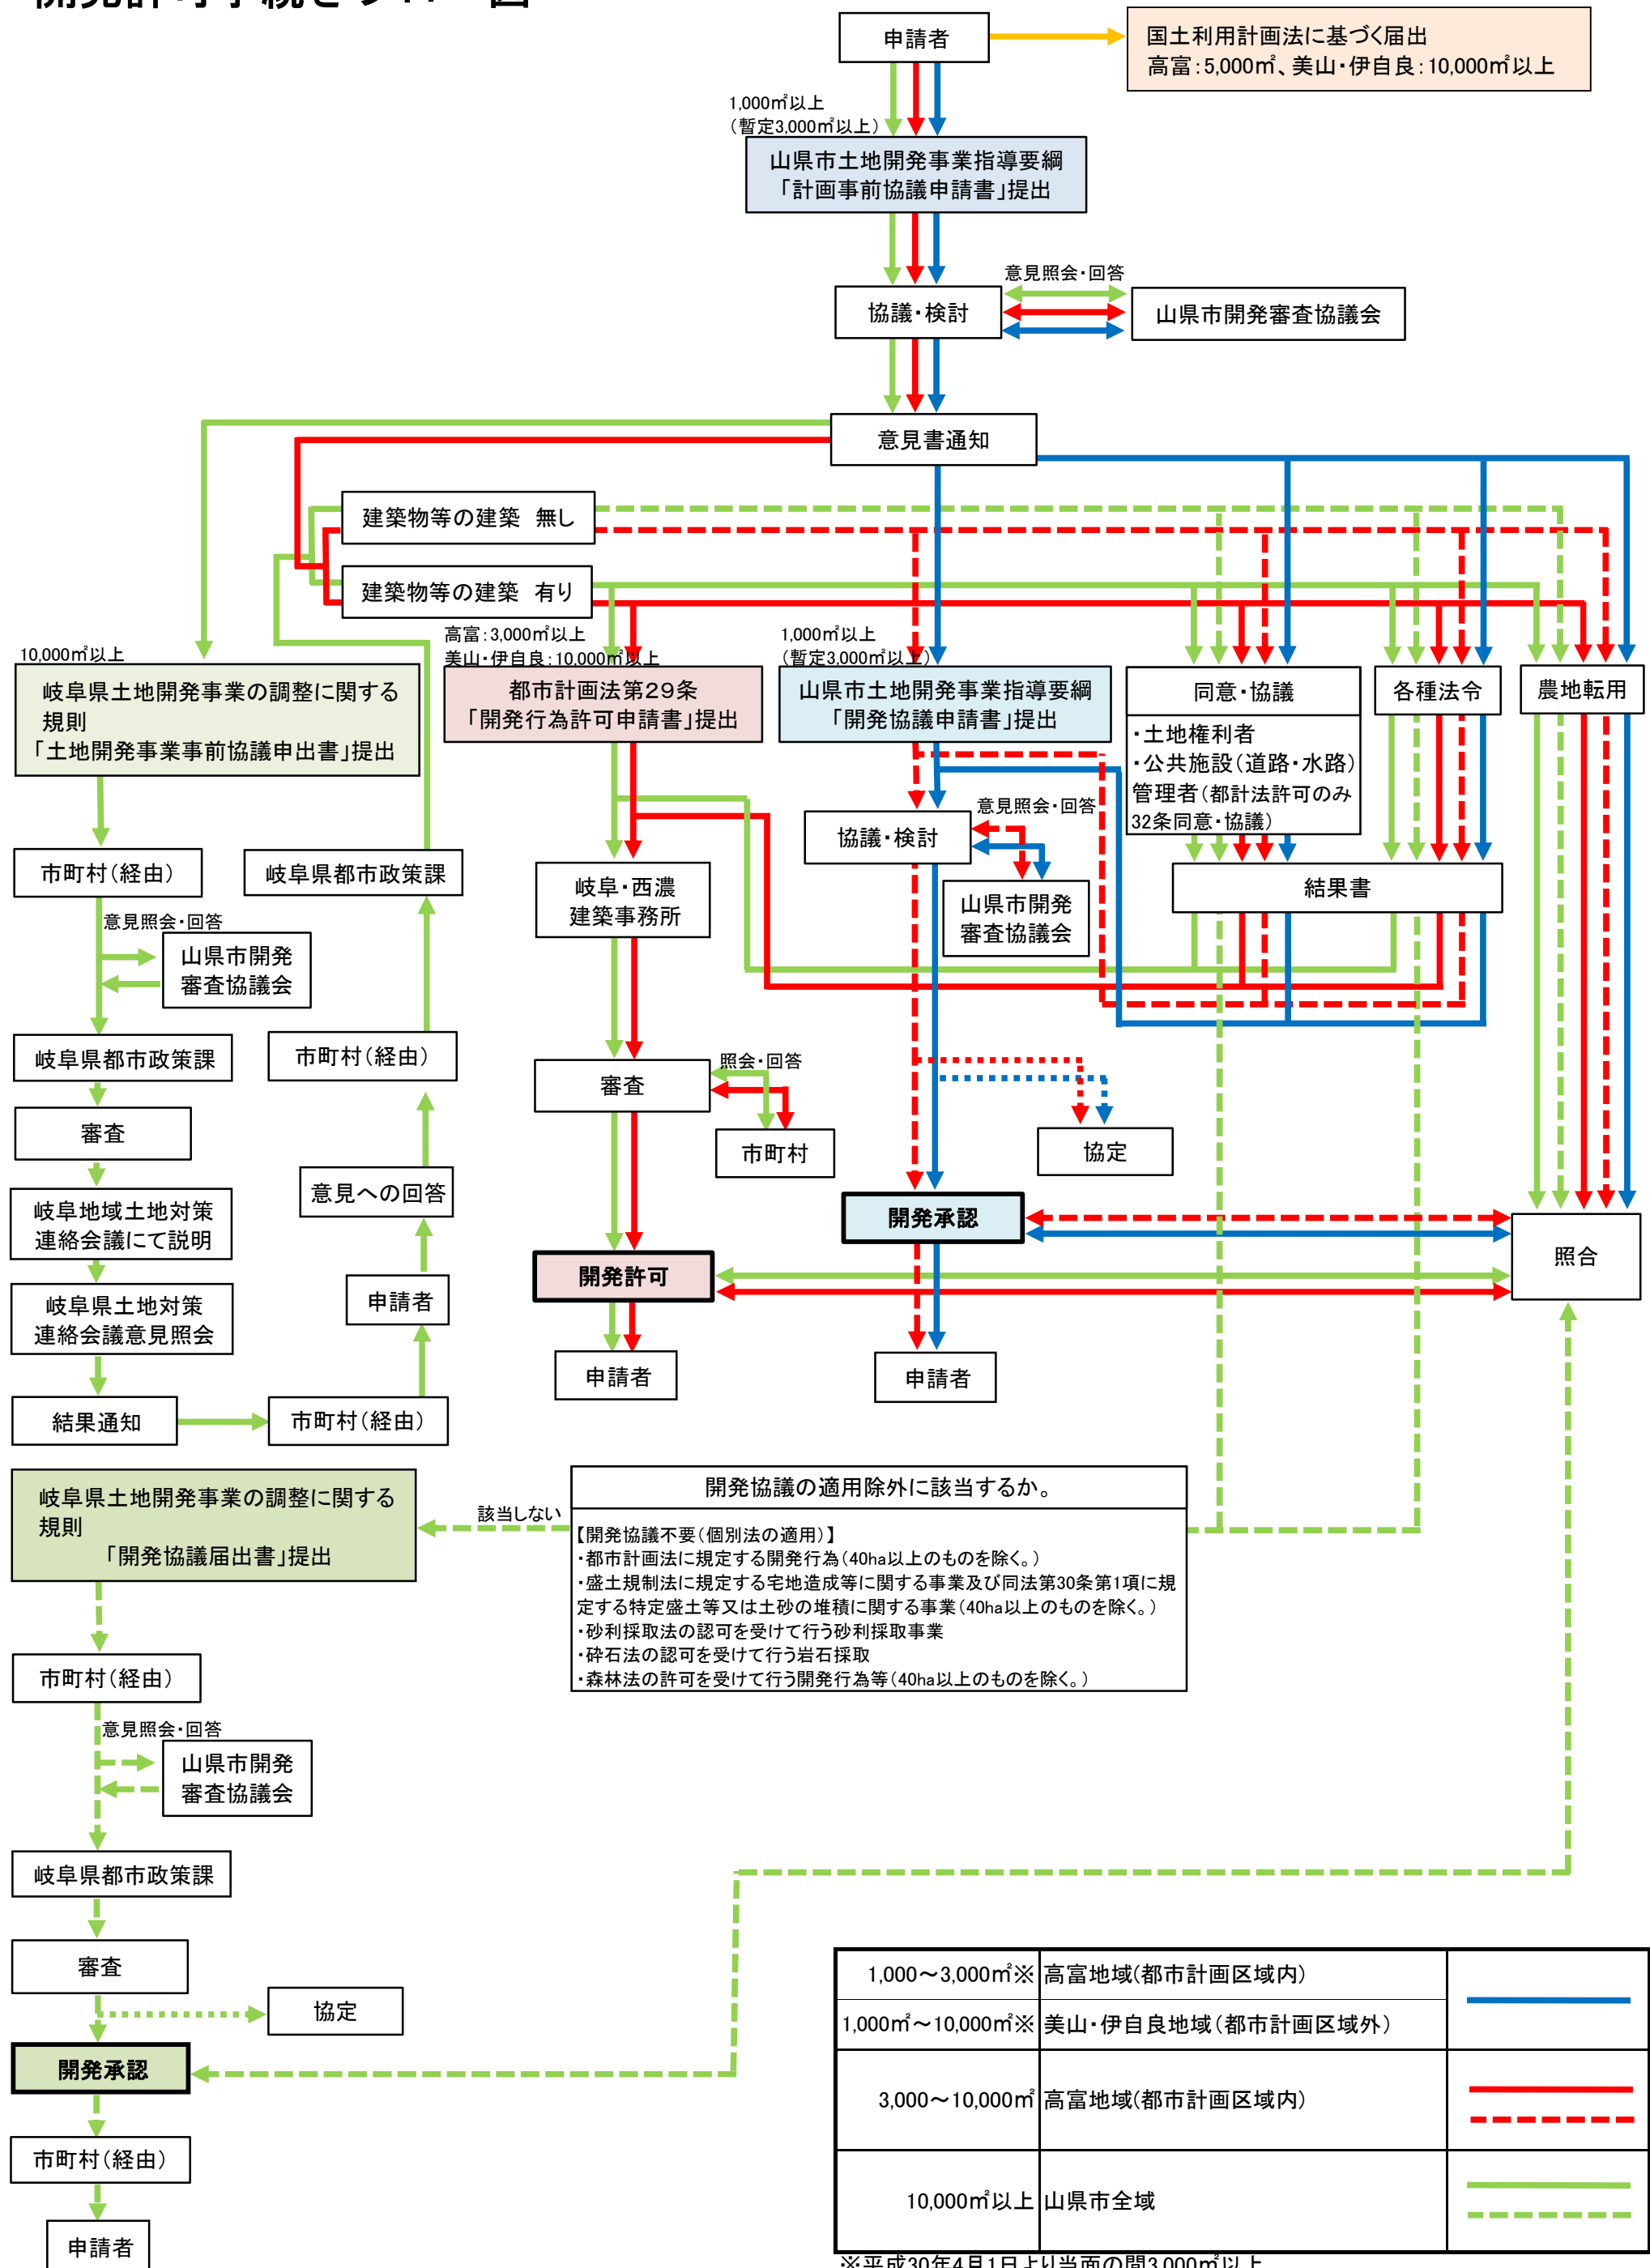 開発許可手続きフロー図
申請者
国土利用計画法に基づく届出
高富：5,000㎡、美山・伊自良：10,000㎡以上
1,000㎡以上
（暫定3,000㎡以上）
山県市土地開発事業指導要綱
「計画事前協議申請書」提出
意見照会・回答
協議・検討
山県市開発審査協議会
意見書通知
建築物等の建築　無し
建築物等の建築　有り
10,000㎡以上
高富：3,000㎡以上
美山・伊自良：10,000㎡以上
1,000㎡以上
（暫定3,000㎡以上）
岐阜県土地開発事業の調整に関する
規則
「土地開発事業事前協議申出書」提出
都市計画法第２９条
「開発行為許可申請書」提出
山県市土地開発事業指導要綱
「開発協議申請書」提出
同意・協議
・土地権利者
・公共施設（道路・水路）
管理者（都計法許可のみ
32条同意・協議）
各種法令
農地転用
市町村（経由）
岐阜県都市政策課
意見照会・回答
山県市開発
審査協議会
岐阜・西濃
建築事務所
協議・検討
意見照会・回答
山県市開発
審査協議会
結果書
岐阜県都市政策課
市町村（経由）
審査
審査
照会・回答
市町村
協定
岐阜地域土地対策
連絡会議にて説明
意見への回答
開発承認
照合
岐阜県土地対策
連絡会議意見照会
申請者
開発許可
申請者
申請者
結果通知
市町村（経由）
岐阜県土地開発事業の調整に関する
規則
「開発協議届出書」提出
該当しない
開発協議の適用除外に該当するか。
【開発協議不要（個別法の適用）】
・都市計画法に規定する開発行為（40ha以上のものを除く。）
・盛土規制法に規定する宅地造成等に関する事業及び同法第30条第1項に規
定する特定盛土等又は土砂の堆積に関する事業（40ha以上のものを除く。）
・砂利採取法の認可を受けて行う砂利採取事業
・砕石法の認可を受けて行う岩石採取
・森林法の許可を受けて行う開発行為等（40ha以上のものを除く。）
市町村（経由）
意見照会・回答
山県市開発
審査協議会
岐阜県都市政策課
審査
協定
開発承認
市町村（経由）
申請者
1,000～3,000㎡※ 高富地域（都市計画区域内）
1,000㎡～10,000㎡※ 美山・伊自良地域（都市計画区域外）
3,000～10,000㎡ 高富地域（都市計画区域内）
10,000㎡以上 山県市全域
※平成30年4月1日より当面の間3,000㎡以上